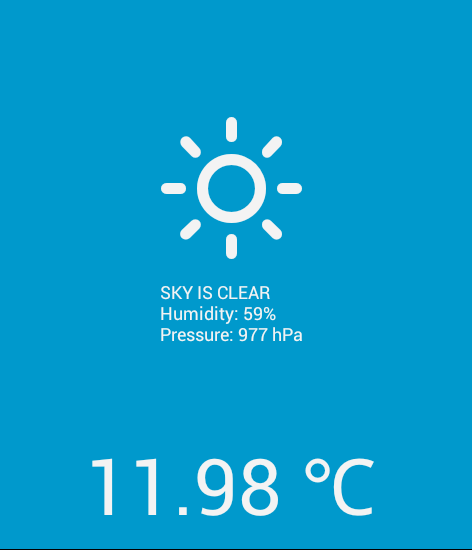 SKY IS CLEAR
Humidity: 59%
Pressure: 977 hPa
11.98 ℃